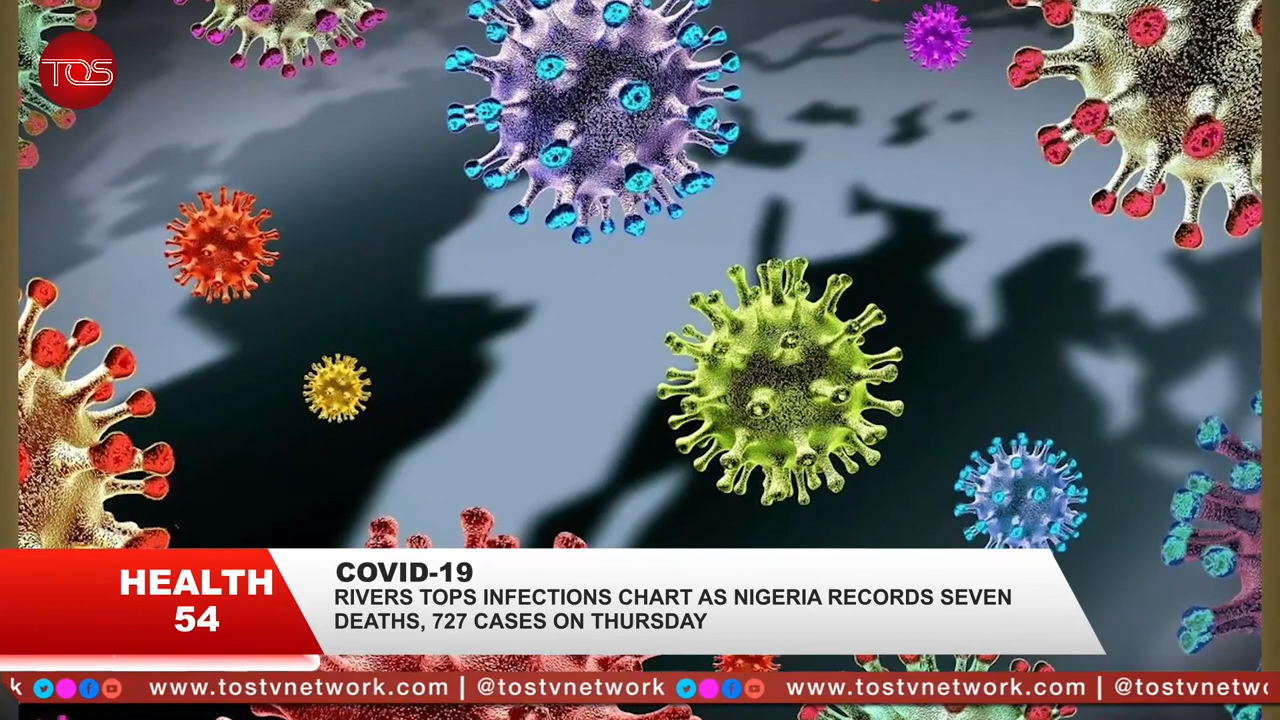 TOS
HEALTH
54
COVID-19
RIVERS TOPS INFECTIONS CHART AS NIGERIA RECORDS SEVEN
DEATHS, 727 CASES ON THURSDAY
k www.tostvnetwork.com | @tostvnetwork www.tostvnetwork.com | @tostvnetw